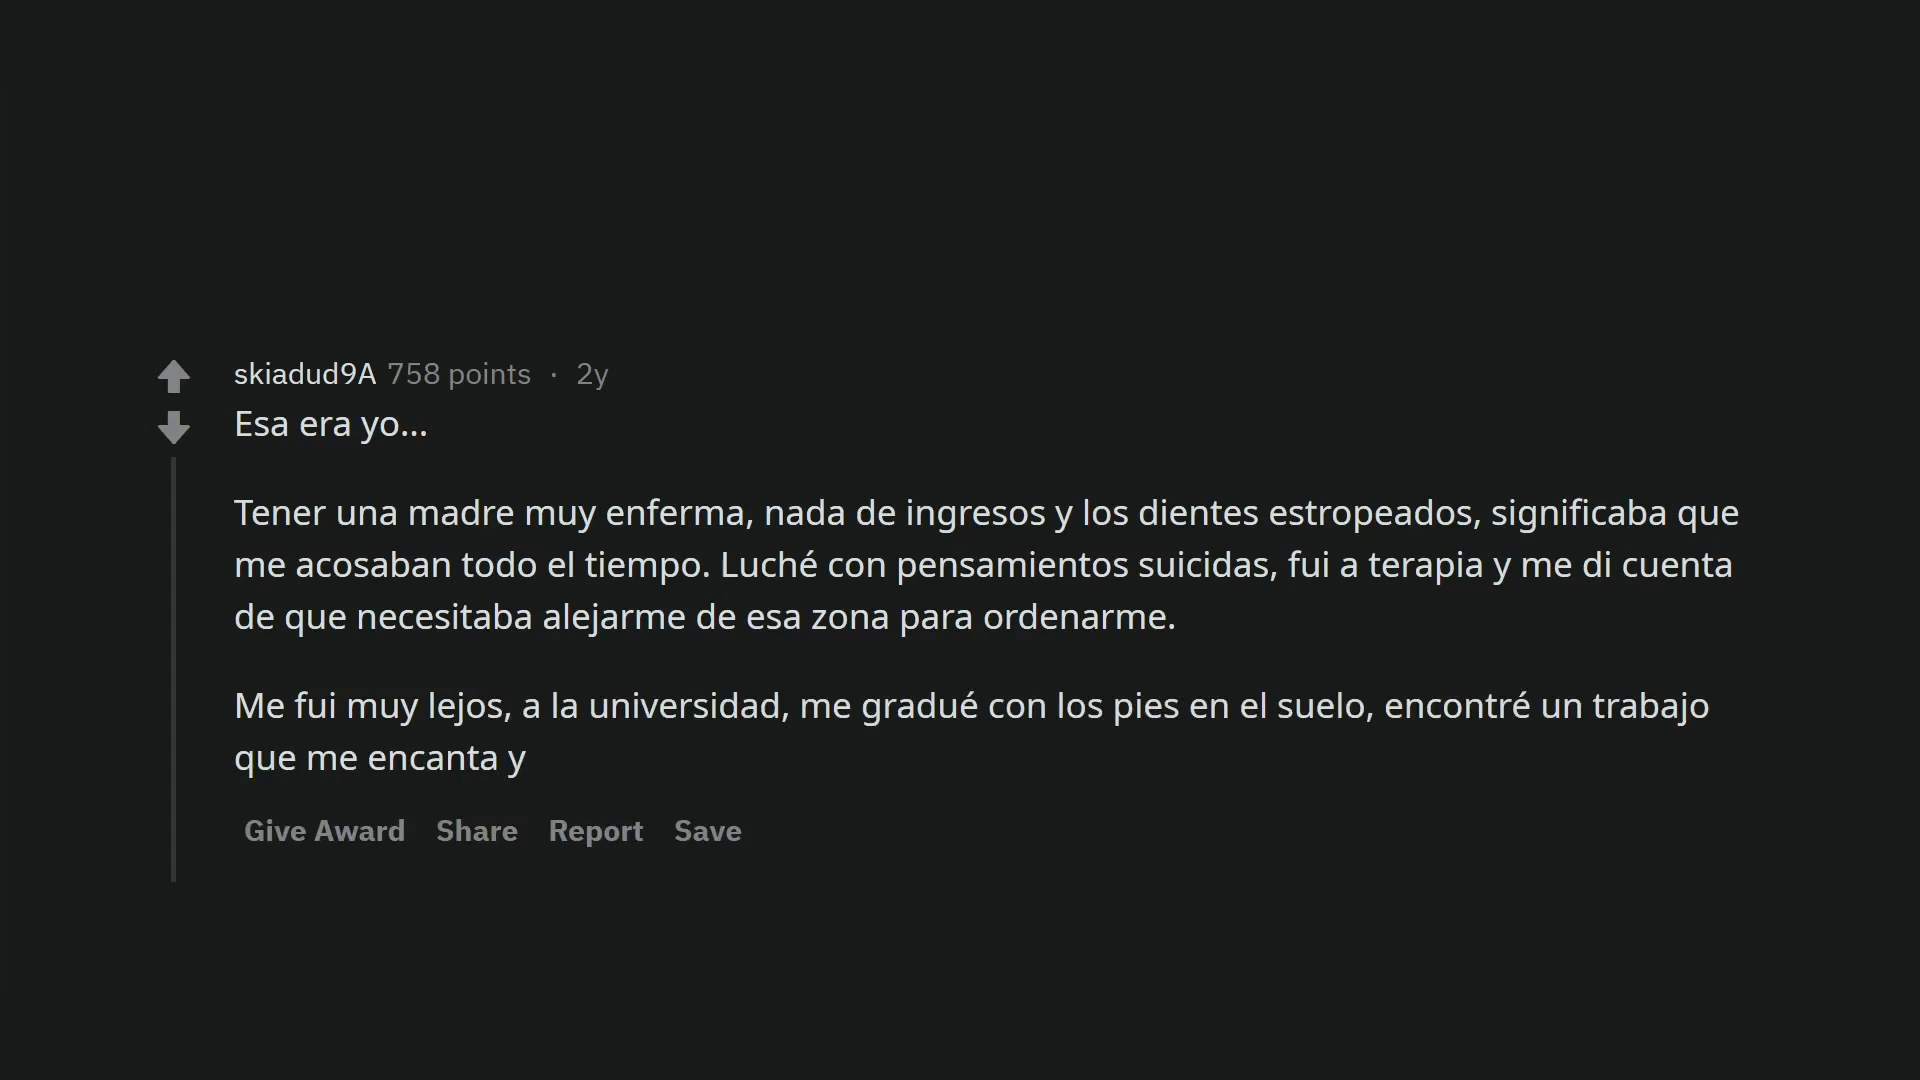 skiadud9A 758 points · 2y
Esa era yo...
Tener una madre muy enferma, nada de ingresos y los dientes estropeados, significaba que
me acosaban todo el tiempo. Luché con pensamientos suicidas, fui a terapia y me di cuenta
de que necesitaba alejarme de esa zona para ordenarme.
Me fui muy lejos, a la universidad, me gradué con los pies en el suelo, encontré un trabajo
que me encanta y
Give Award Share Report Save